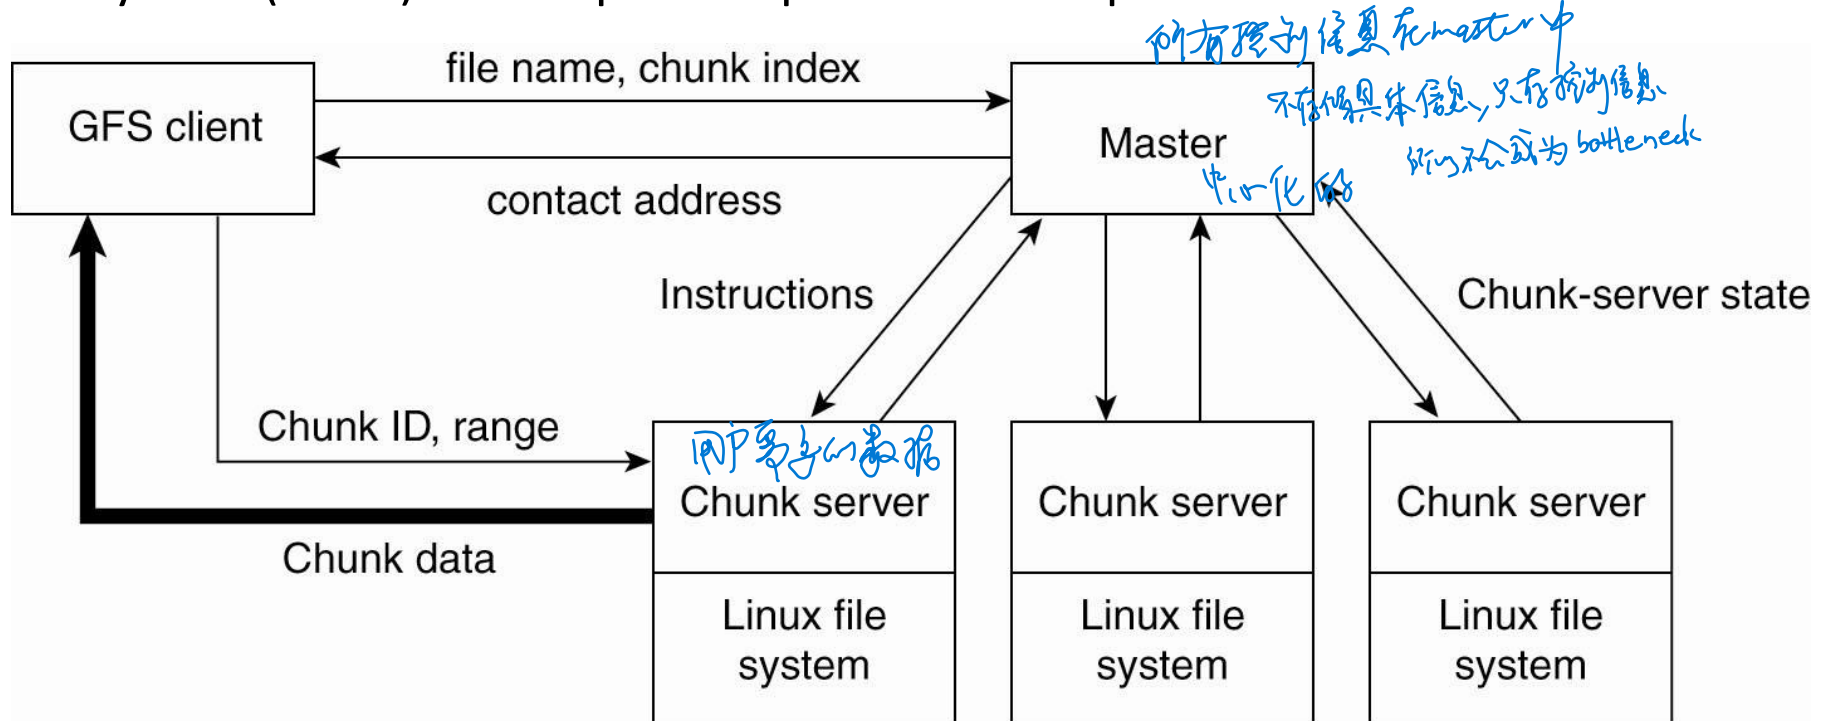 所有控制信息在master中
file name, chunk index
GFS client
不存储具体信息,只存控制信息
Master
所以不会成为bottleneck
中心化的
contact address
Instructions
Chunk-server state
Chunk ID, range
用户的数据
Chunk server
Chunk server
Chunk server
Chunk data
Linux file
system
Linux file
system
Linux file
system